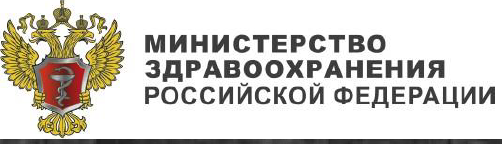 МИНИСТЕРСТВО
ЗДРАВООХРАНЕНИЯ
РОССИЙСКОЙ ФЕДЕРАЦИИ